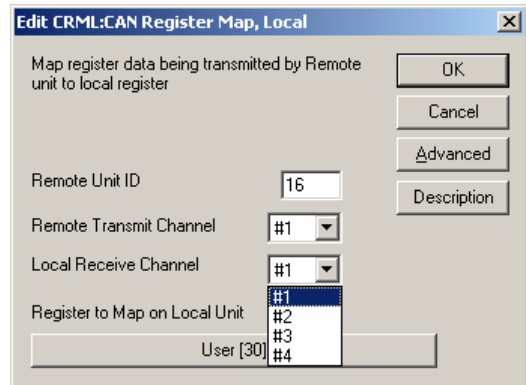 Edit CRML:CAN Register Map, Local
Map register data being transmitted by Remote
unit to local register
OK
Cancel
Advanced
Description
Remote Unit ID
16
Remote Transmit Channel
#1
Local Receive Channel
#1
#1
#2
#3
#4
Register to Map on Local Unit
User [30]